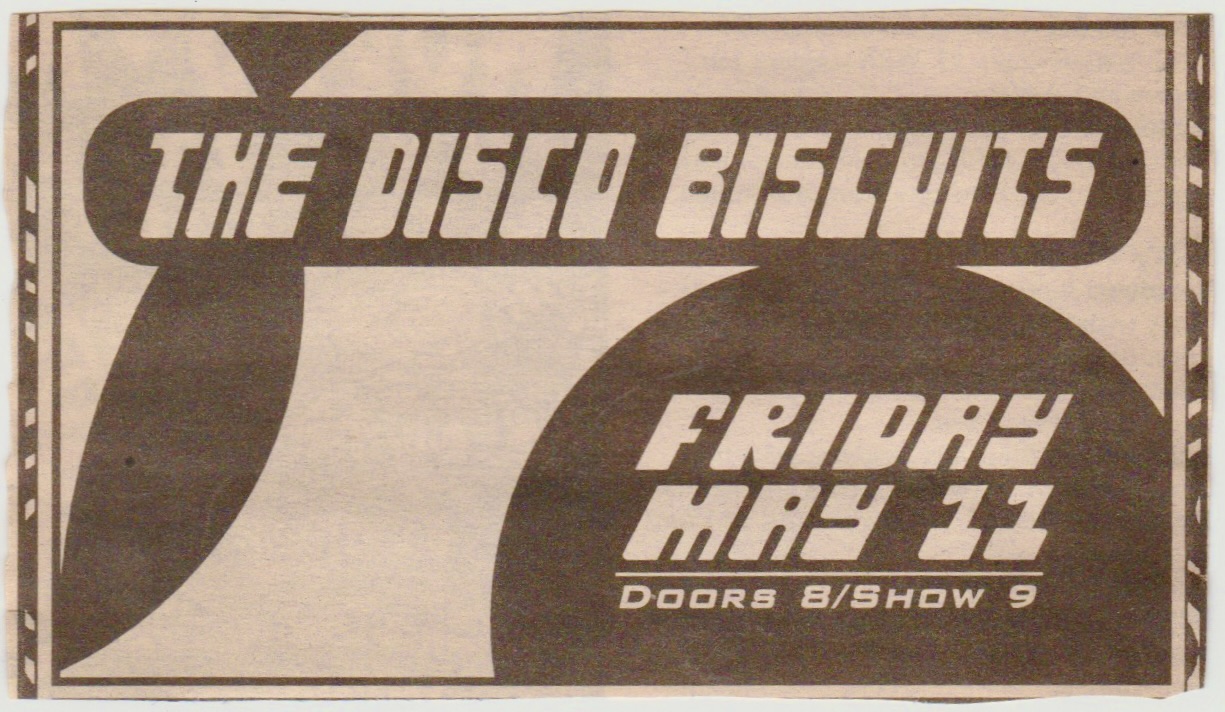 THE DISCO BISCUITS
FRIDAY
MAY 11
DOORS 8/SHOW 9